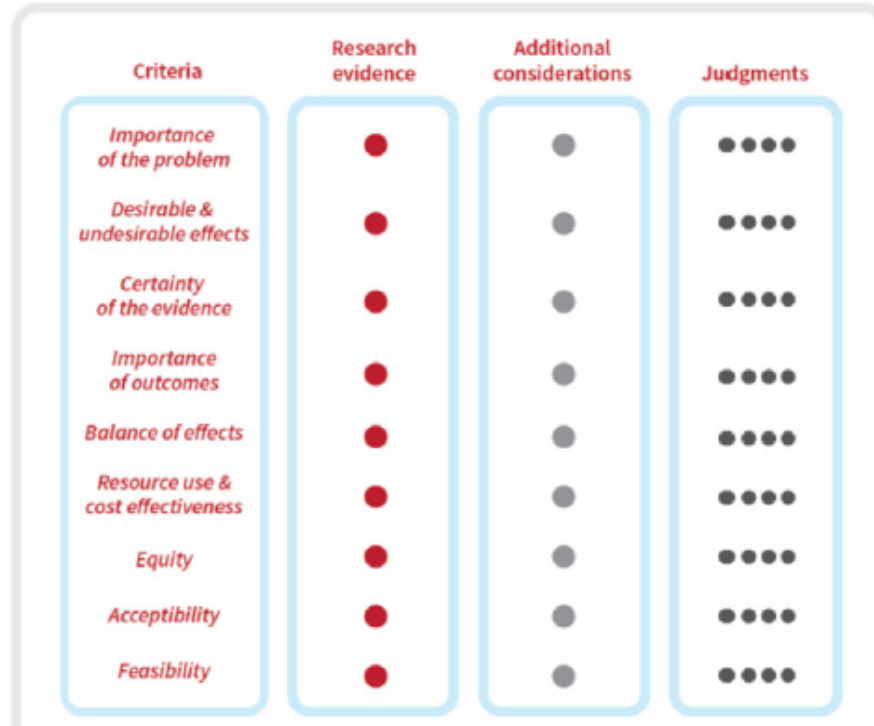 Criteria
Research
evidence
Additional
considerations
Judgments
Importance
of the problem
Desirable &
undesirable effects
Certainty
of the evidence
Importance
of outcomes
Balance of effects
Resource use &
cost effectiveness
Equity
Acceptibility
Feasibility